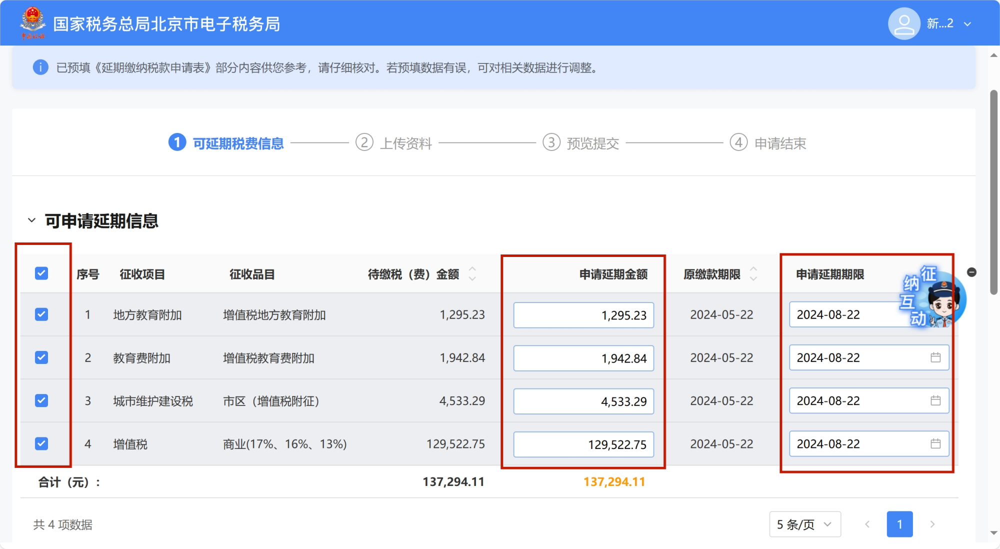 国家税务总局北京市电子税务局
新...2
已预填《延期缴纳税款申请表》部分内容供您参考，请仔细核对。若预填数据有误，可对相关数据进行调整。
1 可延期税费信息 2 上传资料 3 预览提交 4 申请结束
可申请延期信息
序号 征收项目 征收品目 待缴税（费）金额 申请延期金额 原缴款期限 申请延期期限
征纳互动
1 地方教育附加 增值税地方教育附加 1,295.23 1,295.23 2024-05-22 2024-08-22
2 教育费附加 增值税教育费附加 1,942.84 1,942.84 2024-05-22 2024-08-22
3 城市维护建设税 市区（增值税附征） 4,533.29 4,533.29 2024-05-22 2024-08-22
4 增值税 商业(17%、16%、13%) 129,522.75 129,522.75 2024-05-22 2024-08-22
合计（元）: 137,294.11 137,294.11
共 4 项数据 5 条/页 1